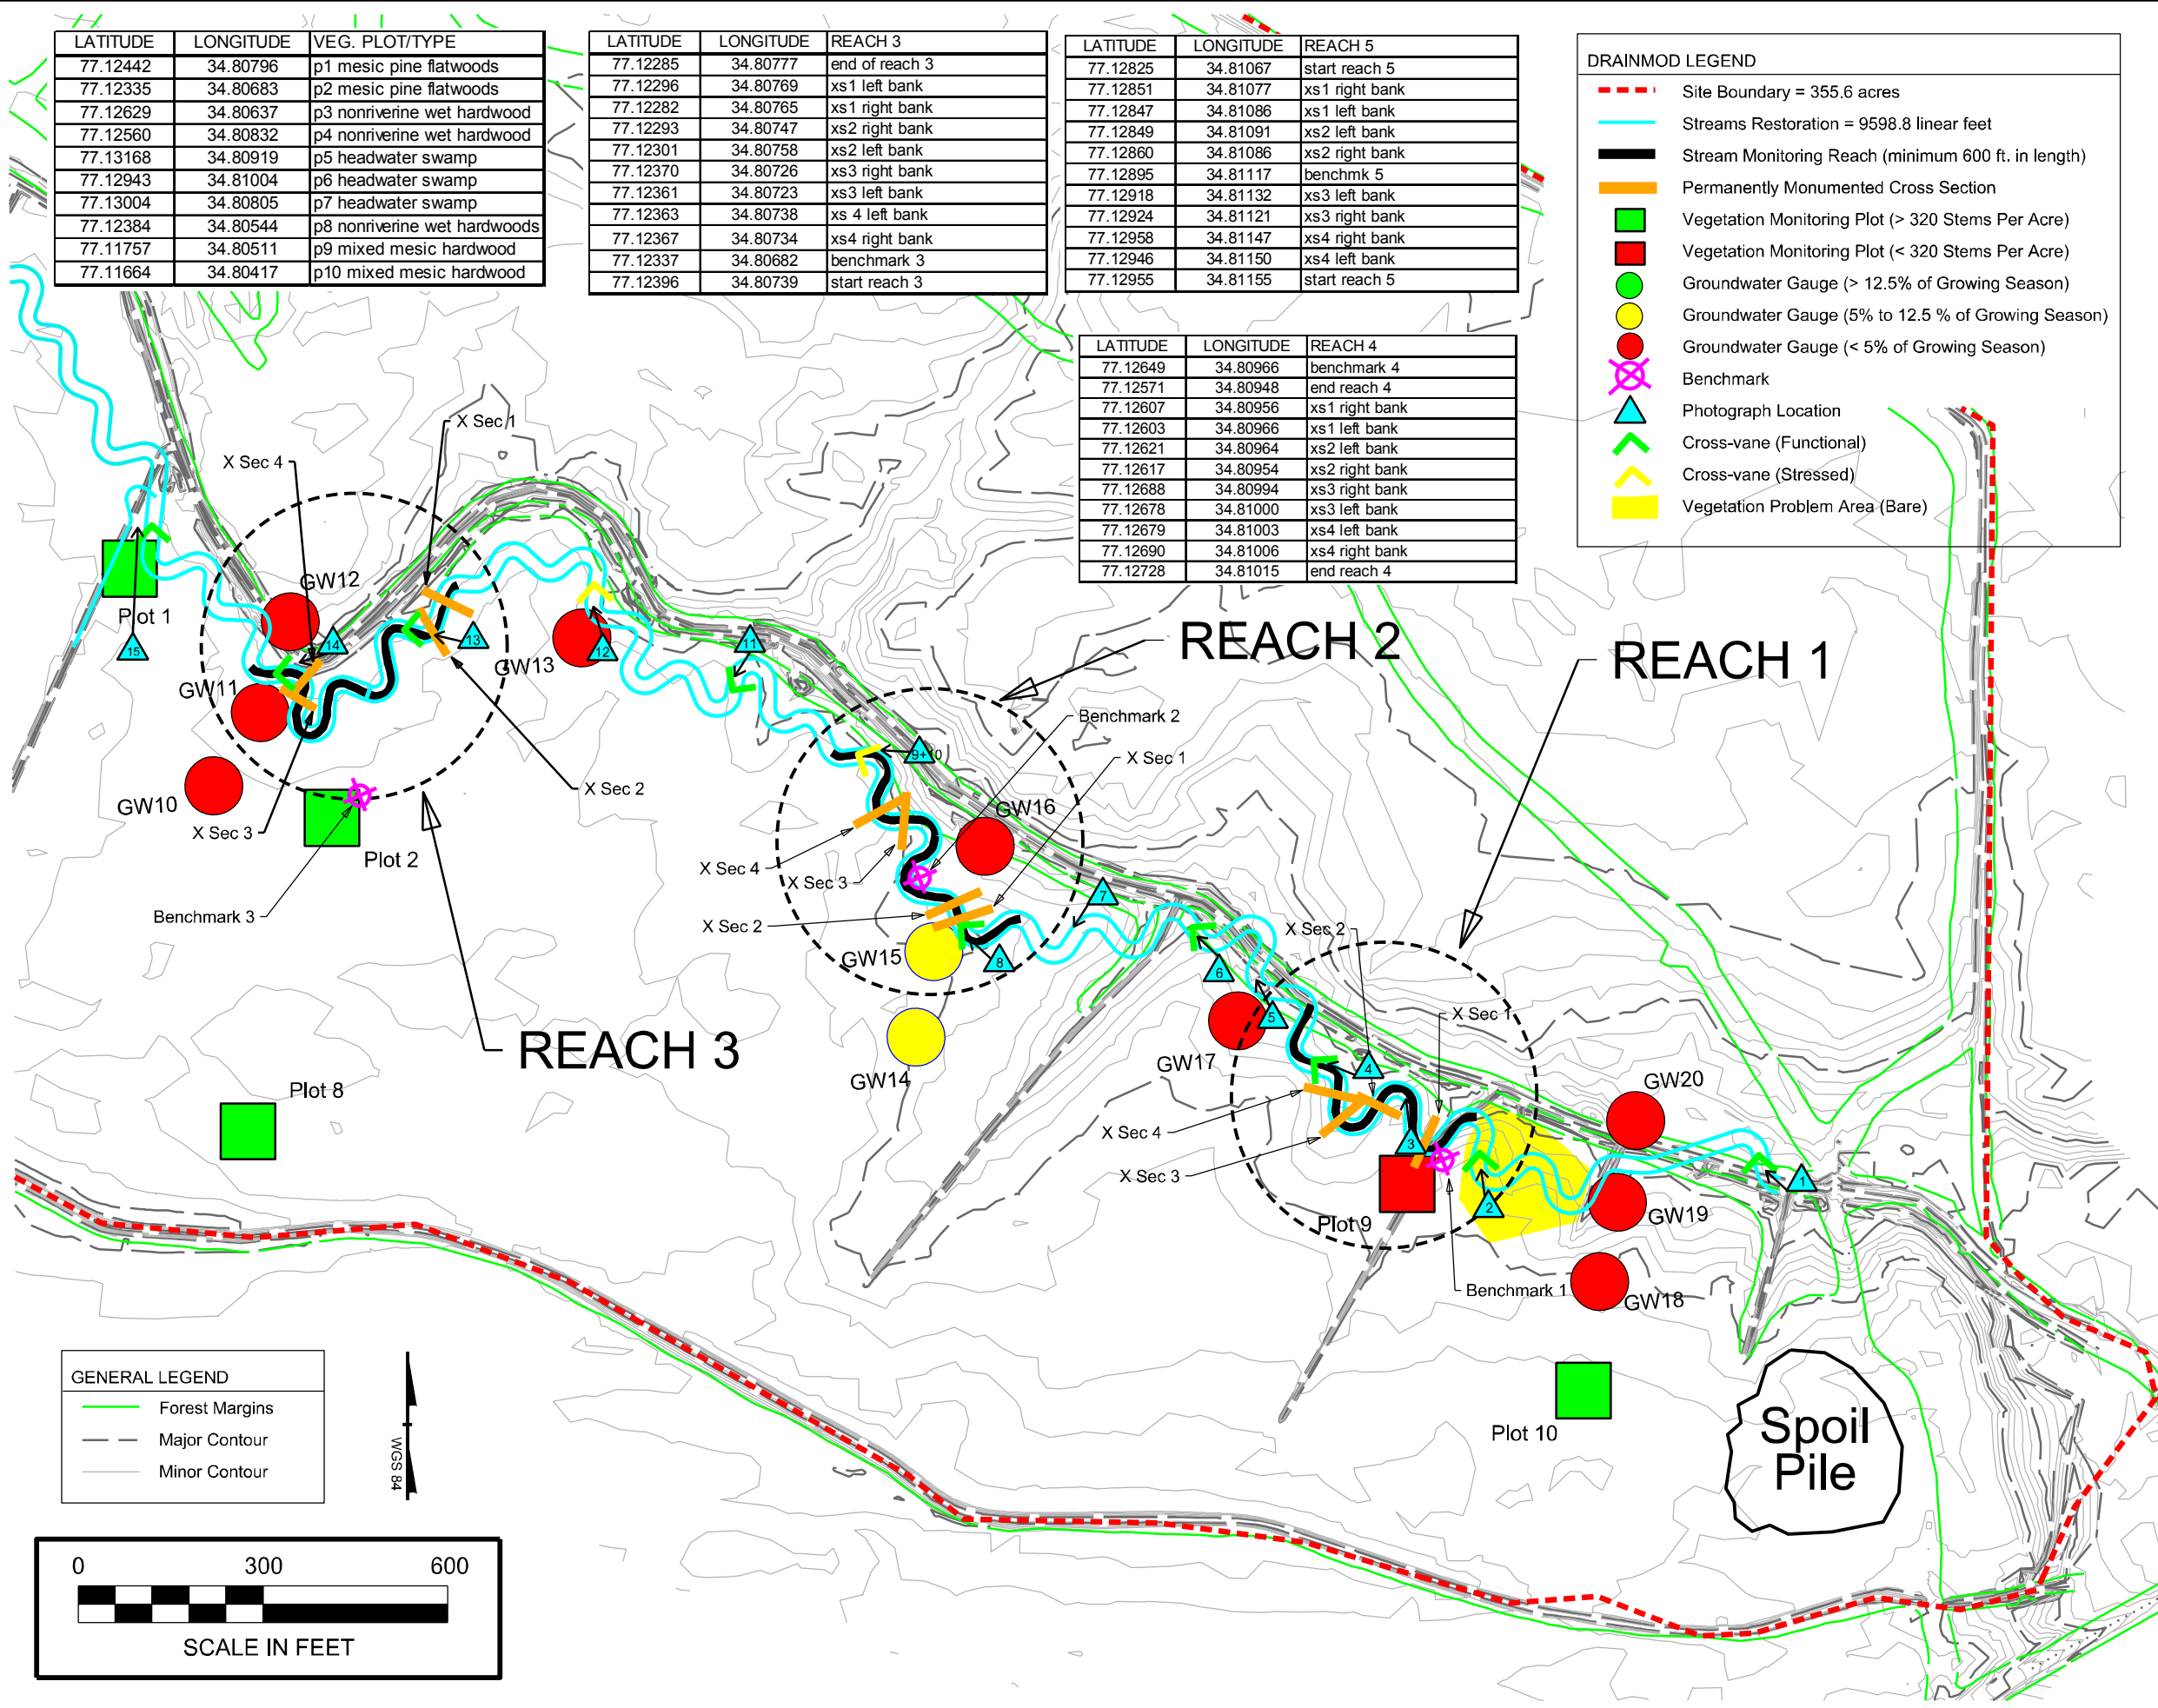 LATITUDE LONGITUDE VEG. PLOT/TYPE
77.12442 34.80796 p1 mesic pine flatwoods
77.12335 34.80683 p2 mesic pine flatwoods
77.12629 34.80637 p3 nonriverine wet hardwood
77.12560 34.80832 p4 nonriverine wet hardwood
77.13168 34.80919 p5 headwater swamp
77.12943 34.81004 p6 headwater swamp
77.13004 34.80805 p7 headwater swamp
77.12384 34.80544 p8 nonriverine wet hardwoods
77.11757 34.80511 p9 mixed mesic hardwood
77.11664 34.80417 p10 mixed mesic hardwood
LATITUDE LONGITUDE REACH 3
77.12285 34.80777 end of reach 3
77.12296 34.80769 xs1 left bank
77.12282 34.80765 xs1 right bank
77.12293 34.80747 xs2 right bank
77.12301 34.80758 xs2 left bank
77.12370 34.80726 xs3 right bank
77.12361 34.80723 xs3 left bank
77.12363 34.80738 xs 4 left bank
77.12367 34.80734 xs4 right bank
77.12337 34.80682 benchmark 3
77.12396 34.80739 start reach 3
LATITUDE LONGITUDE REACH 5
77.12825 34.81067 start reach 5
77.12851 34.81077 xs1 right bank
77.12847 34.81086 xs1 left bank
77.12849 34.81091 xs2 left bank
77.12860 34.81086 xs2 right bank
77.12895 34.81117 benchmk 5
77.12918 34.81132 xs3 left bank
77.12924 34.81121 xs3 right bank
77.12958 34.81147 xs4 right bank
77.12946 34.81150 xs4 left bank
77.12955 34.81155 start reach 5
LATITUDE LONGITUDE REACH 4
77.12649 34.80966 benchmark 4
77.12571 34.80948 end reach 4
77.12607 34.80956 xs1 right bank
77.12603 34.80966 xs1 left bank
77.12621 34.80964 xs2 left bank
77.12617 34.80954 xs2 right bank
77.12688 34.80994 xs3 right bank
77.12678 34.81000 xs3 left bank
77.12679 34.81003 xs4 left bank
77.12690 34.81006 xs4 right bank
77.12728 34.81015 end reach 4
DRAINMOD LEGEND
Site Boundary = 355.6 acres
Streams Restoration = 9598.8 linear feet
Stream Monitoring Reach (minimum 600 ft. in length)
Permanently Monumented Cross Section
Vegetation Monitoring Plot (> 320 Stems Per Acre)
Vegetation Monitoring Plot (< 320 Stems Per Acre)
Groundwater Gauge (> 12.5% of Growing Season)
Groundwater Gauge (5% to 12.5 % of Growing Season)
Groundwater Gauge (< 5% of Growing Season)
Benchmark
Photograph Location
Cross-vane (Functional)
Cross-vane (Stressed)
Vegetation Problem Area (Bare)
X Sec 1
X Sec 4
GW12
Plot 1
15
14
13
GW13
12
11
GW11
GW10
X Sec 3
X Sec 2
Plot 2
Benchmark 3
REACH 3
REACH 2
REACH 1
Benchmark 2
X Sec 1
9+10
GW16
X Sec 4
X Sec 3
X Sec 2
7
GW15
8
6
GW14
X Sec 2
X Sec 1
5
GW17
4
X Sec 4
3
X Sec 3
GW20
1
Plot 9
2
GW19
Benchmark 1
GW18
Plot 8
Plot 10
Spoil
Pile
GENERAL LEGEND
Forest Margins
Major Contour
Minor Contour
WGS 84
0 300 600
SCALE IN FEET